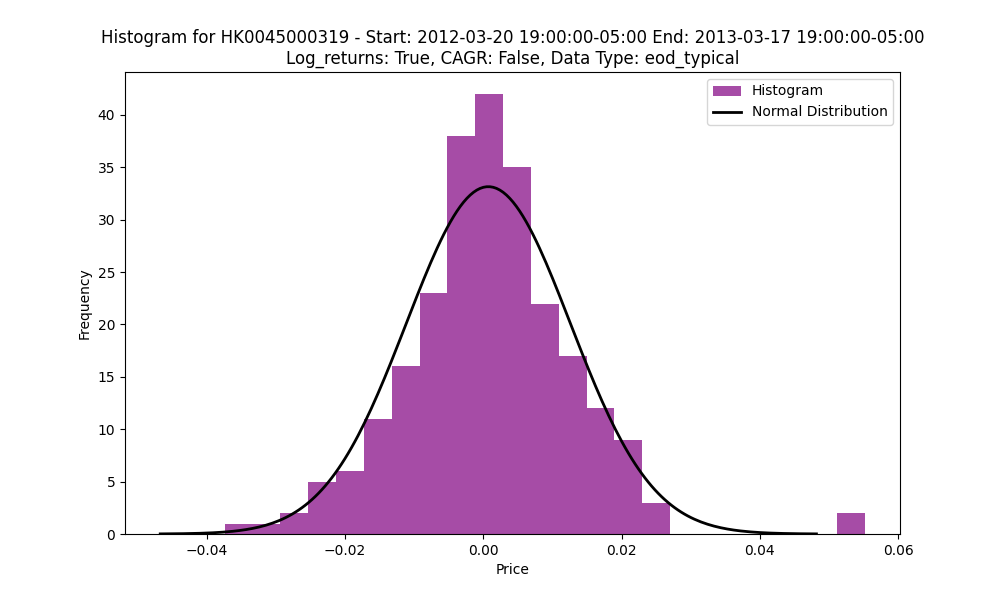 Histogram for HK0045000319 - Start: 2012-03-20 19:00:00-05:00 End: 2013-03-17 19:00:00-05:00
Log_returns: True, CAGR: False, Data Type: eod_typical
Histogram
Normal Distribution
Frequency
40
35
30
25
20
15
10
5
0
−0.04
−0.02
0.00
0.02
0.04
0.06
Price